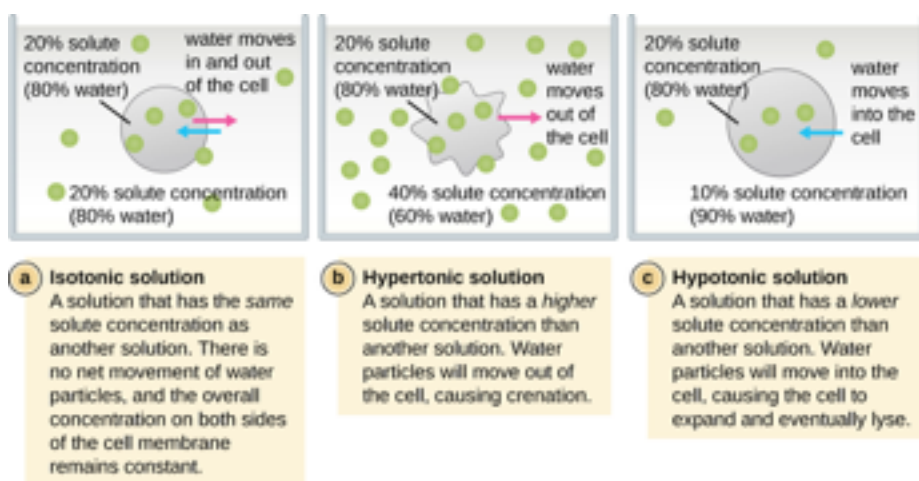 20% solute
concentration
(80% water)
water moves
in and out
of the cell
20% solute concentration
(80% water)
20% solute
concentration
(80% water)
water
moves
out of
the cell
40% solute concentration
(60% water)
20% solute
concentration
(80% water)
water
moves
into the
cell
10% solute concentration
(90% water)
a Isotonic solution
A solution that has the same
solute concentration as
another solution. There is
no net movement of water
particles, and the overall
concentration on both sides
of the cell membrane
remains constant.
b Hypertonic solution
A solution that has a higher
solute concentration than
another solution. Water
particles will move out of
the cell, causing crenation.
c Hypotonic solution
A solution that has a lower
solute concentration than
another solution. Water
particles will move into the
cell, causing the cell to
expand and eventually lyse.